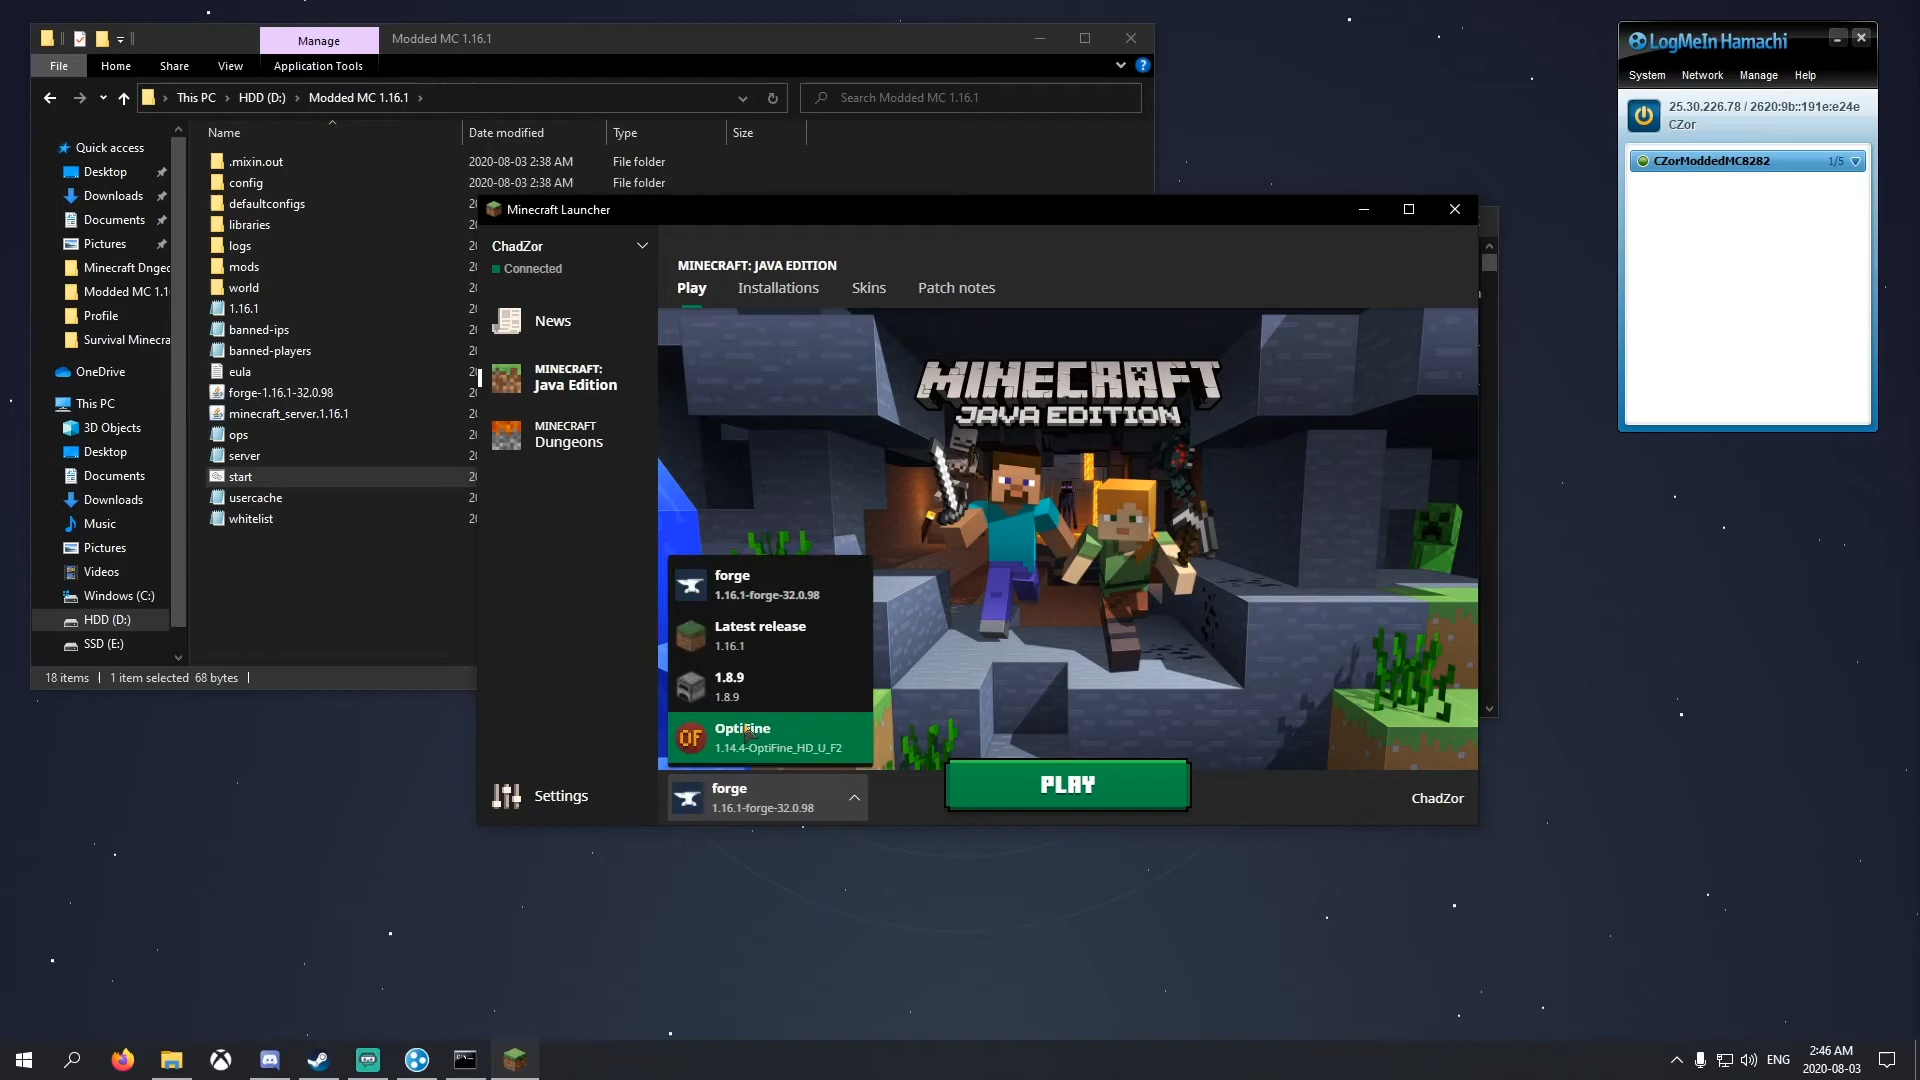 Manage
Modded MC 1.16.1
File
Home
Share
View
Application Tools
This PC
HDD (D:)
Modded MC 1.16.1
Search Modded MC 1.16.1
Name
Date modified
Type
Size
Quick access
Desktop
Downloads
Documents
Pictures
Minecraft Dngeo
Modded MC 1.1
Profile
Survival Minecra
OneDrive
This PC
3D Objects
Desktop
Documents
Downloads
Music
Pictures
Videos
Windows (C:)
HDD (D:)
SSD (E:)
.mixin.out 2020-08-03 2:38 AM File folder
config 2020-08-03 2:38 AM File folder
defaultconfigs
libraries
logs
mods
world
1.16.1
banned-ips
banned-players
eula
forge-1.16.1-32.0.98
minecraft_server.1.16.1
ops
server
start
usercache
whitelist
18 items
1 item selected 68 bytes
Minecraft Launcher
ChadZor
Connected
News
MINECRAFT:
Java Edition
MINECRAFT
Dungeons
Settings
MINECRAFT: JAVA EDITION
Play
Installations
Skins
Patch notes
MINECRAFT
JAVA EDITION
forge
1.16.1-forge-32.0.98
Latest release
1.16.1
1.8.9
1.8.9
OF
OptiFine
1.14.4-OptiFine_HD_U_F2
forge
1.16.1-forge-32.0.98
PLAY
ChadZor
LogMeIn Hamachi
System
Network
Manage
Help
25.30.226.78 / 2620:9b::191e:e24e
CZor
CZorModdedMC8282
1/5
ENG
2:46 AM
2020-08-03